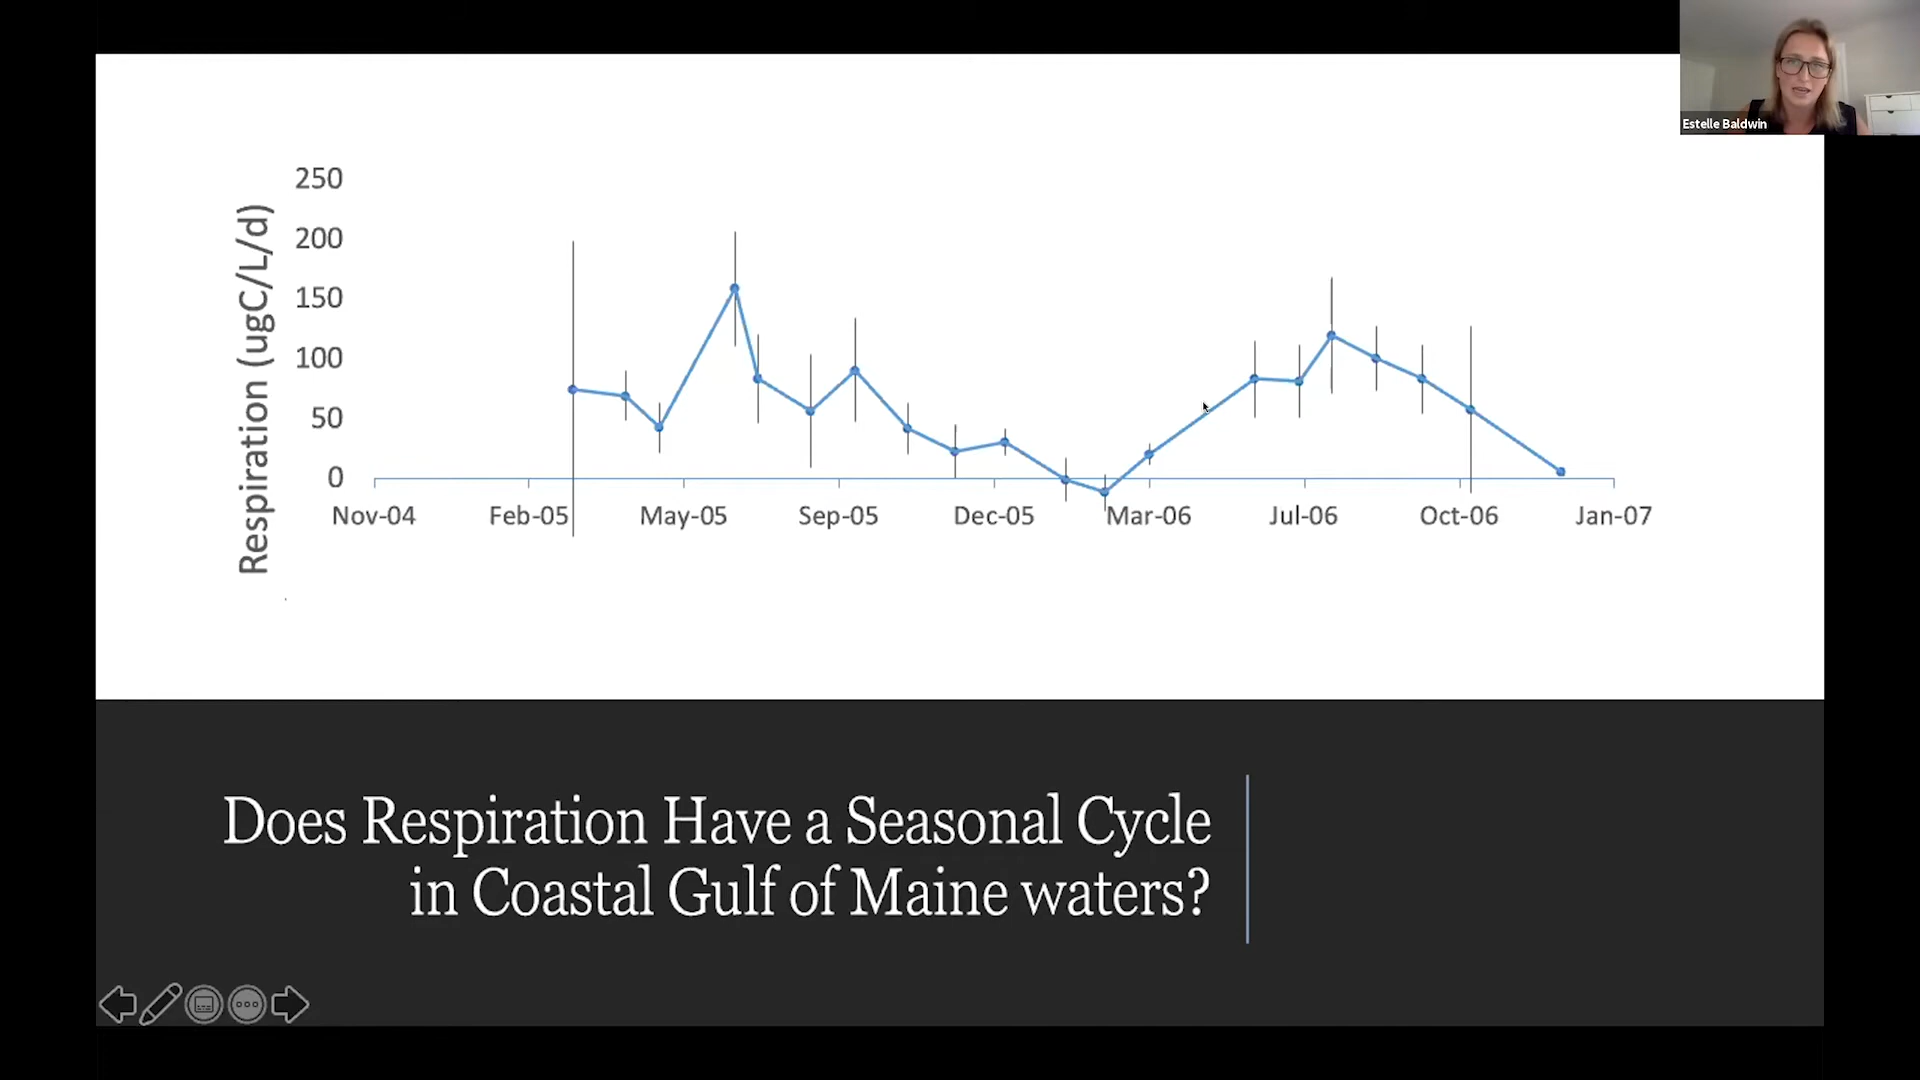 Estelle Baldwin
Respiration (ugC/L/d)
250
200
150
100
50
0
Nov-04 Feb-05 May-05 Sep-05 Dec-05 Mar-06 Jul-06 Oct-06 Jan-07
Does Respiration Have a Seasonal Cycle
in Coastal Gulf of Maine waters?